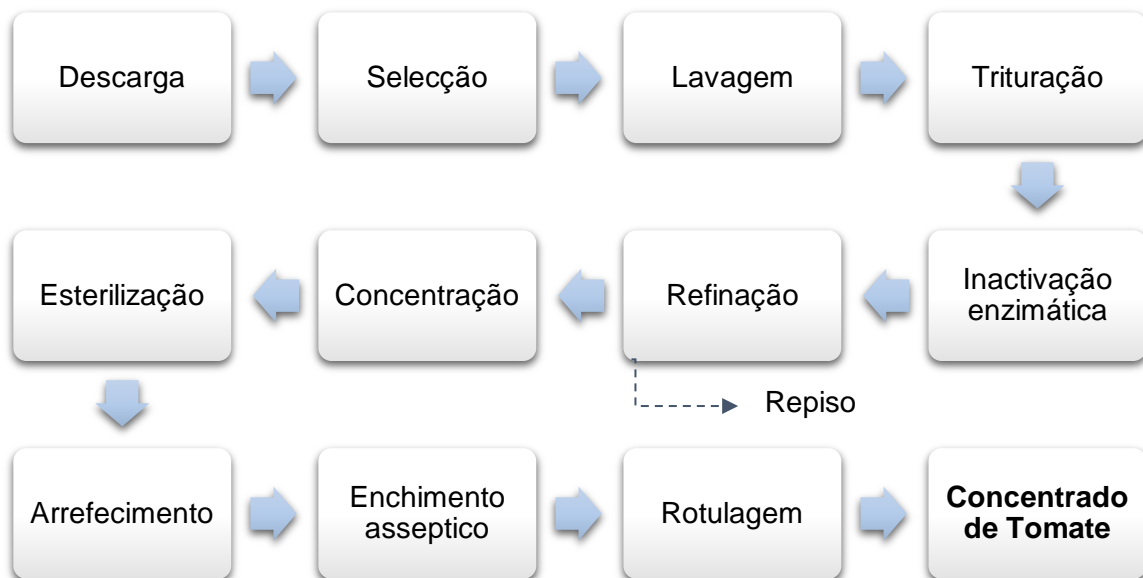 Descarga
Selecção
Lavagem
Trituração
Inactivação
enzimática
Refinação
Concentração
Esterilização
Repiso
Arrefecimento
Enchimento
asseptico
Rotulagem
Concentrado
de Tomate